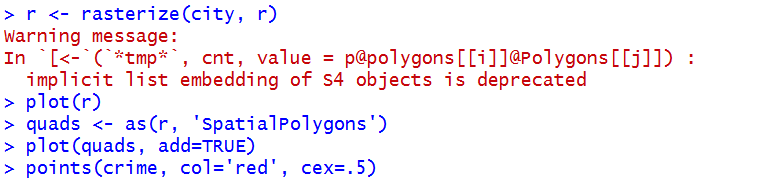 > r <- rasterize(city, r)
Warning message:
In `[<-`(`*tmp*`, cnt, value = p@polygons[[i]]@Polygons[[j]]) :
  implicit list embedding of S4 objects is deprecated
> plot(r)
> quads <- as(r, 'SpatialPolygons')
> plot(quads, add=TRUE)
> points(crime, col='red', cex=.5)